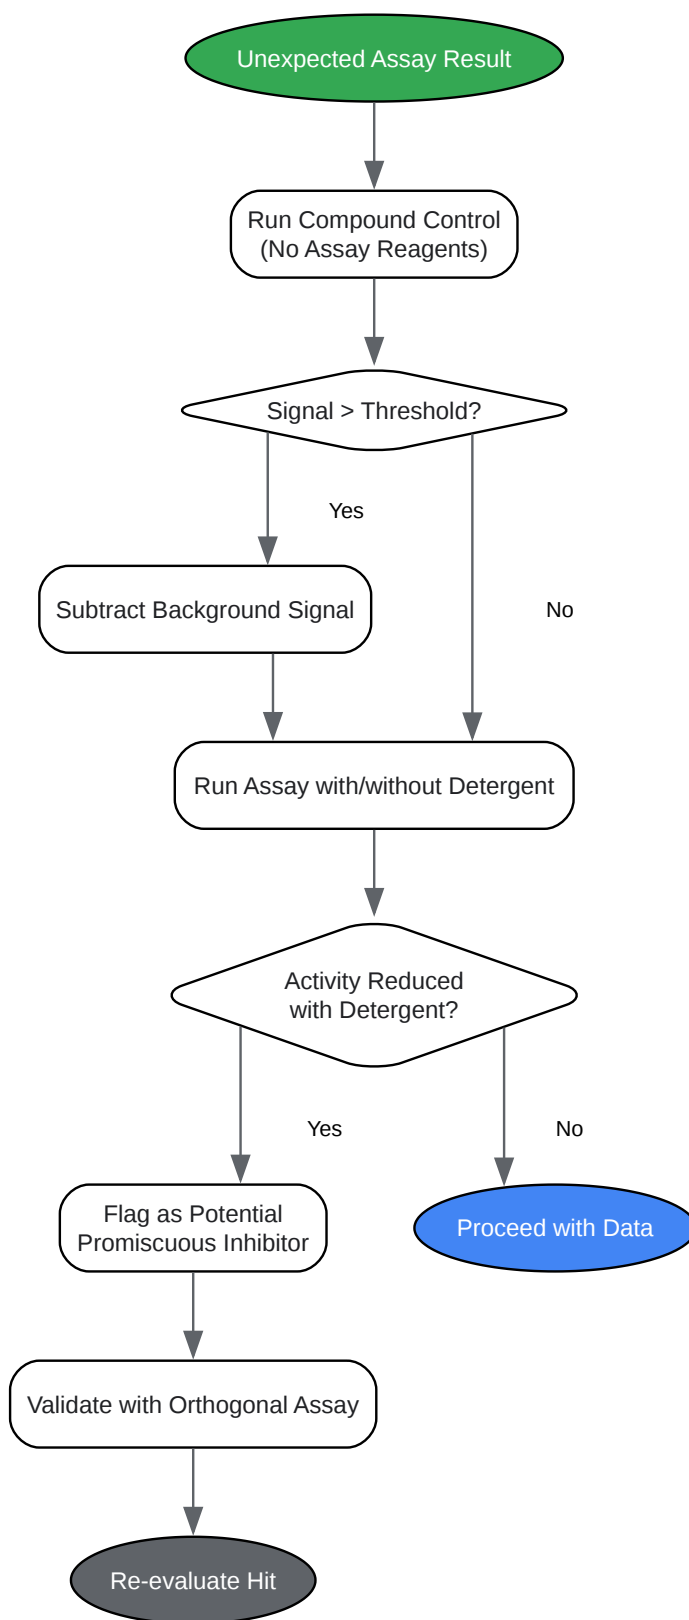 Unexpected Assay Result
Run Compound Control
(No Assay Reagents)
Signal > Threshold?
Yes
Subtract Background Signal
No
Run Assay with/without Detergent
Activity Reduced
with Detergent?
Yes
No
Flag as Potential
Promiscuous Inhibitor
Proceed with Data
Validate with Orthogonal Assay
Re-evaluate Hit